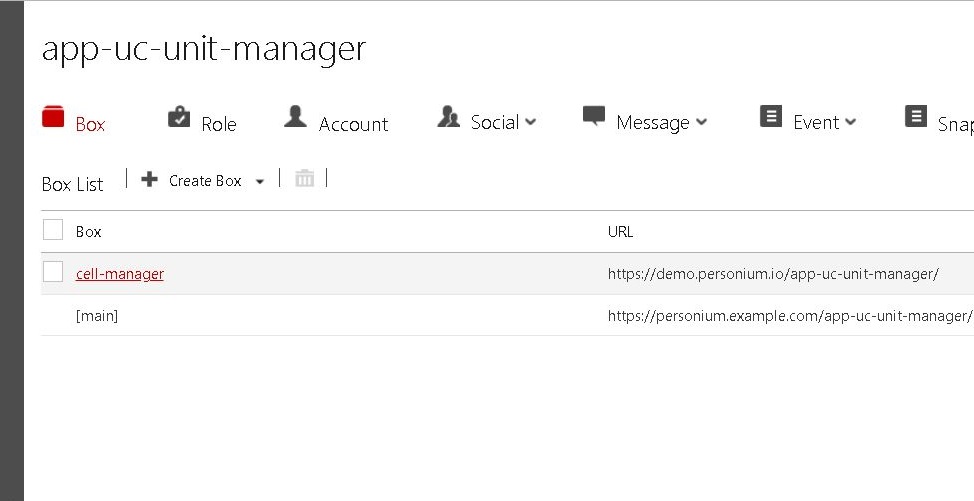 app-uc-unit-manager
Box Role Account Social Message Event Snap
Box List Create Box
Box URL
cell-manager https://demo.personium.io/app-uc-unit-manager/
[main] https://personium.example.com/app-uc-unit-manager/